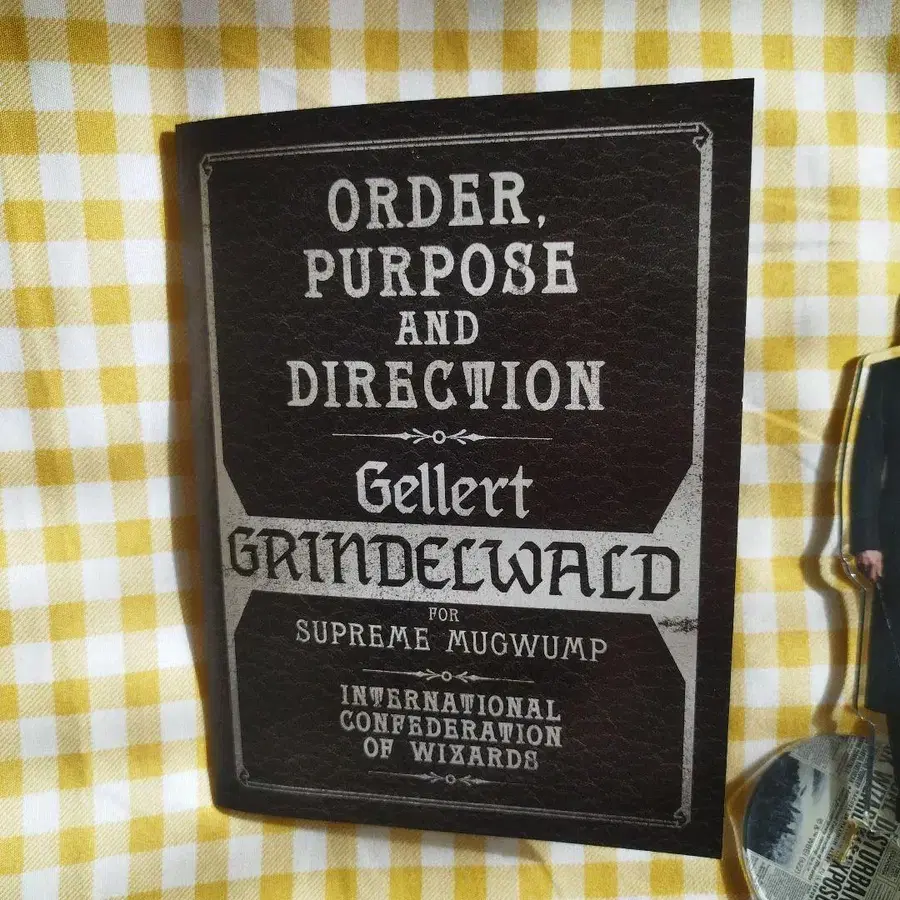 ORDER,
PURPOSE
AND
DIRECTION
Gellert
GRINDELWALD
FOR
SUPREME MUGWUMP
INTERNATIONAL
CONFEDERATION
OF WIZARDS